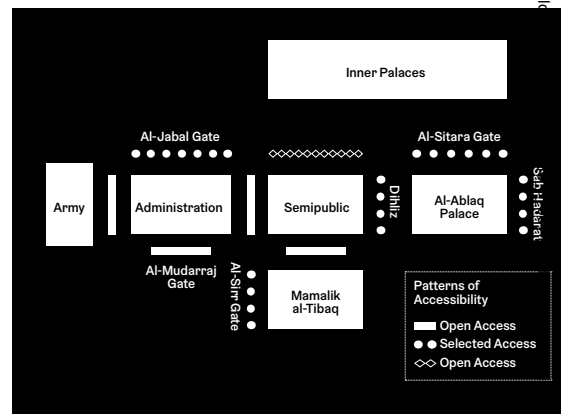 Inner Palaces
Al-Jabal Gate
Al-Sitara Gate
Army
Administration
Semipublic
Dihliz
Al-Ablaq
Palace
Sab Hadarat
Al-Mudarraj
Gate
Al-Sirr Gate
Mamalik
al-Tibaq
Patterns of
Accessibility
Open Access
Selected Access
Open Access